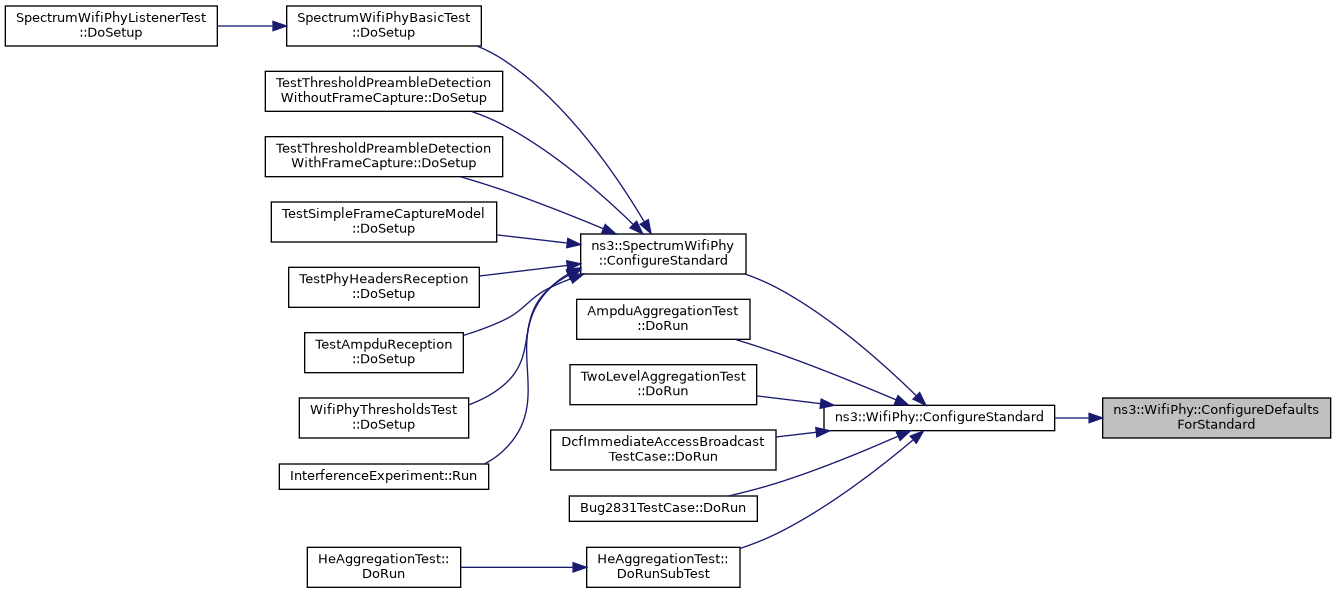 SpectrumWifiPhyListenerTest
::DoSetup
SpectrumWifiPhyBasicTest
::DoSetup
TestThresholdPreambleDetection
WithoutFrameCapture::DoSetup
TestThresholdPreambleDetection
WithFrameCapture::DoSetup
TestSimpleFrameCaptureModel
::DoSetup
TestPhyHeadersReception
::DoSetup
TestAmpduReception
::DoSetup
WifiPhyThresholdsTest
::DoSetup
InterferenceExperiment::Run
HeAggregationTest::
DoRun
ns3::SpectrumWifiPhy
::ConfigureStandard
AmpduAggregationTest
::DoRun
TwoLevelAggregationTest
::DoRun
DcfImmediateAccessBroadcast
TestCase::DoRun
Bug2831TestCase::DoRun
HeAggregationTest::
DoRunSubTest
ns3::WifiPhy::ConfigureStandard
ns3::WifiPhy::ConfigureDefaults
ForStandard